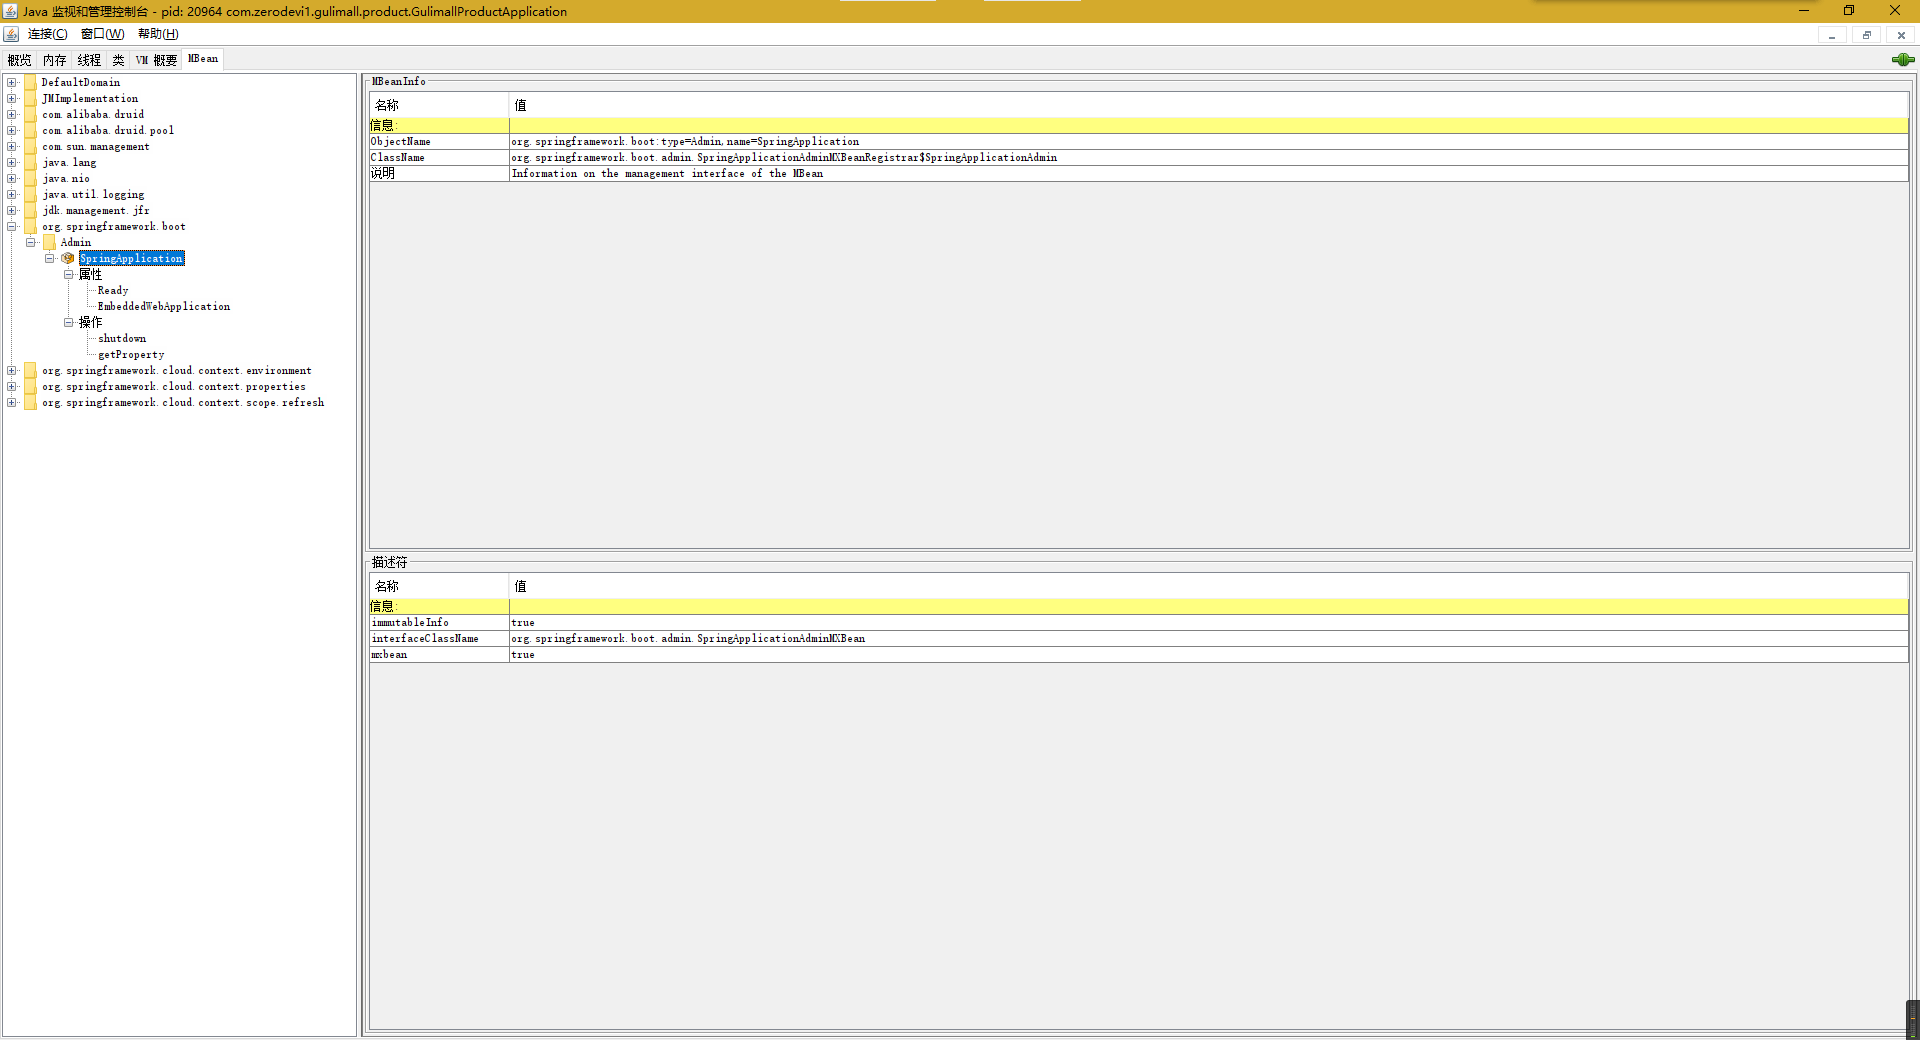 Java 监视和管理控制台 - pid: 20964 com.zerodevi1.gulimall.product.GulimallProductApplication
连接(C) 窗口(W) 帮助(H)
概览 内存 线程 类 VM 概要 MBean
DefaultDomain
JMImplementation
com.alibaba.druid
com.alibaba.druid.pool
com.sun.management
java.lang
java.nio
java.util.logging
jdk.management.jfr
org.springframework.boot
Admin
SpringApplication
属性
Ready
EmbeddedWebApplication
操作
shutdown
getProperty
org.springframework.cloud.context.environment
org.springframework.cloud.context.properties
org.springframework.cloud.context.scope.refresh
MBeanInfo
名称 值
信息:
ObjectName org.springframework.boot:type=Admin,name=SpringApplication
ClassName org.springframework.boot.admin.SpringApplicationAdminMXBeanRegistrar$SpringApplicationAdmin
说明 Information on the management interface of the MBean
描述符
名称 值
信息:
immutableInfo true
interfaceClassName org.springframework.boot.admin.SpringApplicationAdminMXBean
mxbean true